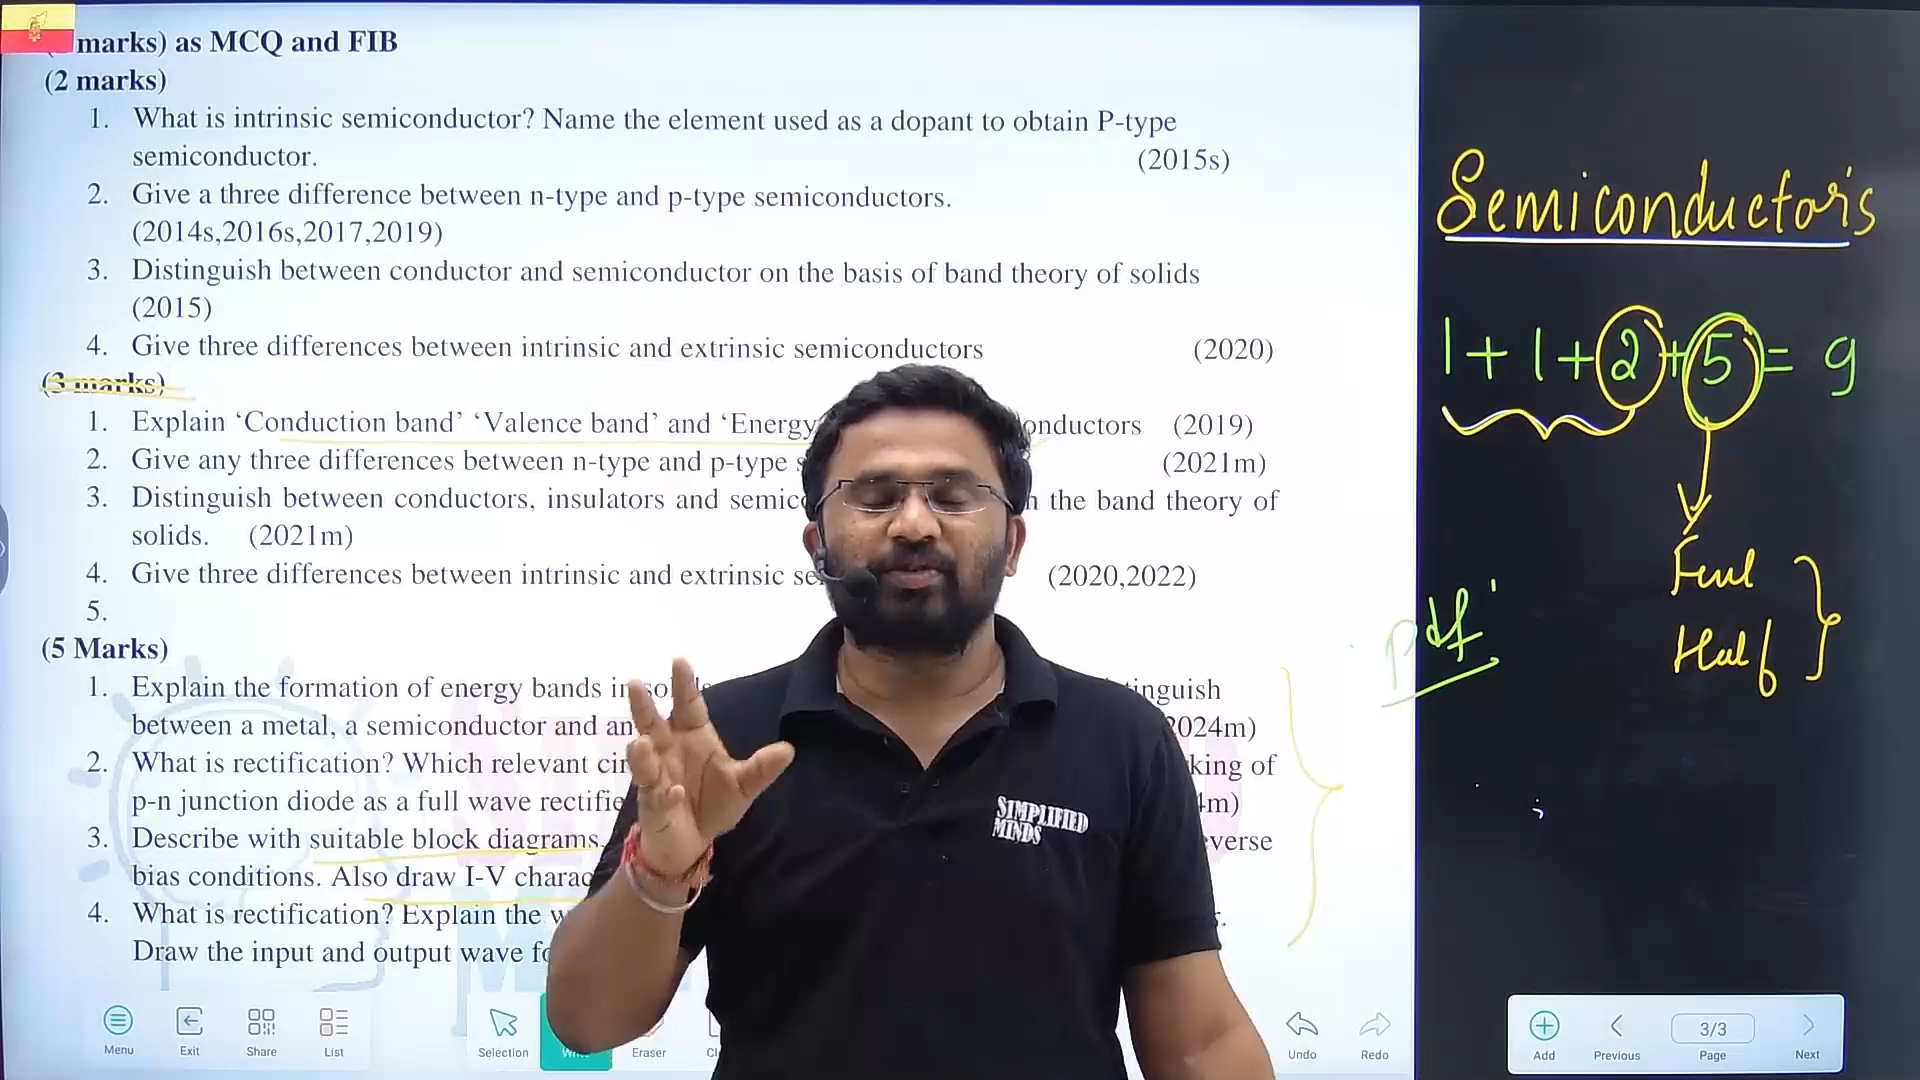 marks) as MCQ and FIB
(2 marks)
1. What is intrinsic semiconductor? Name the element used as a dopant to obtain P-type
semiconductor. (2015s)
2. Give a three difference between n-type and p-type semiconductors.
(2014s,2016s,2017,2019)
3. Distinguish between conductor and semiconductor on the basis of band theory of solids
(2015)
4. Give three differences between intrinsic and extrinsic semiconductors (2020)
(3 marks)
1. Explain ‘Conduction band’ ‘Valence band’ and ‘Energy onductors (2019)
2. Give any three differences between n-type and p-type s (2021m)
3. Distinguish between conductors, insulators and semic the band theory of
solids. (2021m)
4. Give three differences between intrinsic and extrinsic se (2020,2022)
5.
(5 Marks)
1. Explain the formation of energy bands in solids tinguish
between a metal, a semiconductor and an 2024m)
2. What is rectification? Which relevant cir king of
p-n junction diode as a full wave rectifie 4m)
3. Describe with suitable block diagrams. everse
bias conditions. Also draw I-V charac
4. What is rectification? Explain the w
Draw the input and output wave fo
Semiconductor's
1+1+2+5=9
Full
Half
pdf
SIMPLIFIED
MINDS
Menu Exit Share List Selection Write Eraser Cl Undo Redo
Add Previous 3/3 Page Next